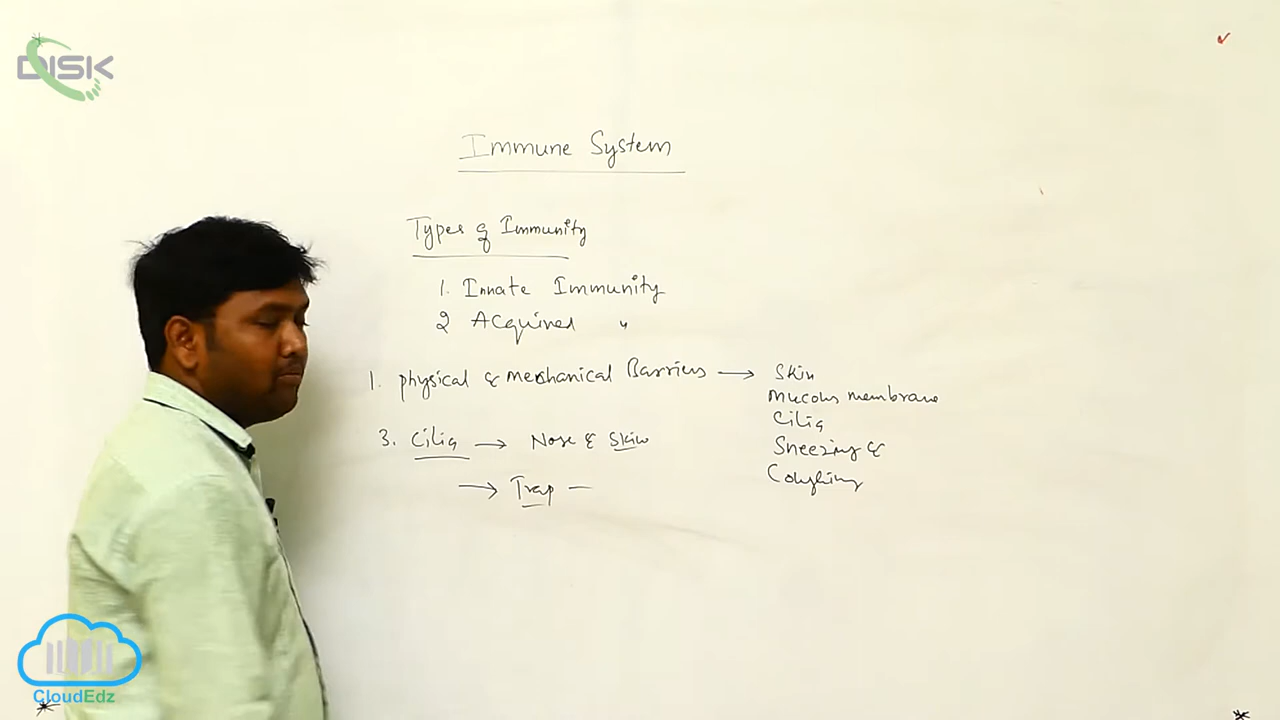 DISK
Immune System
Types of Immunity
1. Innate Immunity
2 Acquired "
1. physical & mechanical Barriers → Skin
Mucous membrane
Cilia
Sneezing &
Coughing
3. Cilia → Nose & Skin
→ Trap —
CloudEdz